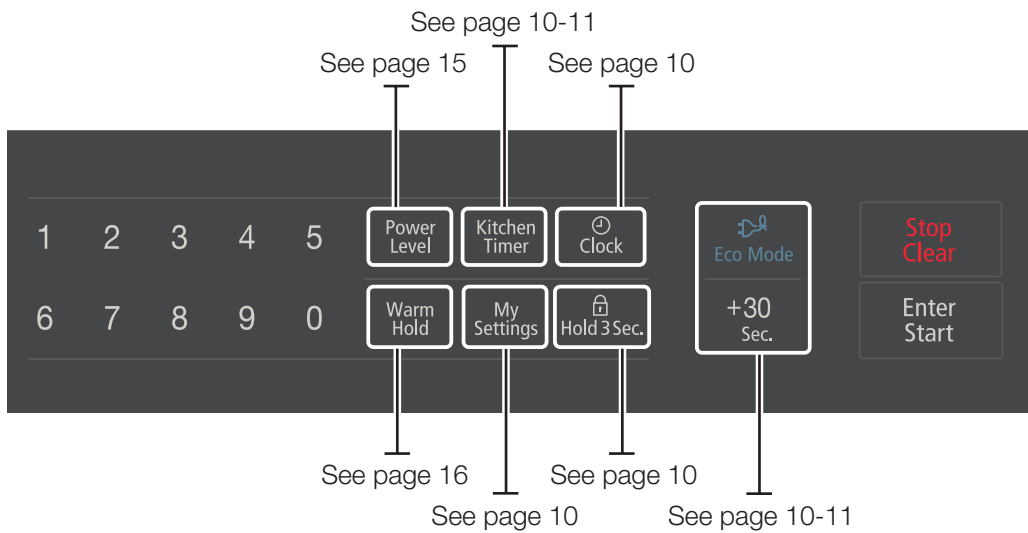 See page 10-11
See page 15
See page 10
1 2 3 4 5
Power
Level
Kitchen
Timer
Clock
Eco Mode
Stop
Clear
6 7 8 9 0
Warm
Hold
My
Settings
Hold 3 Sec.
+30
Sec.
Enter
Start
See page 16
See page 10
See page 10
See page 10-11